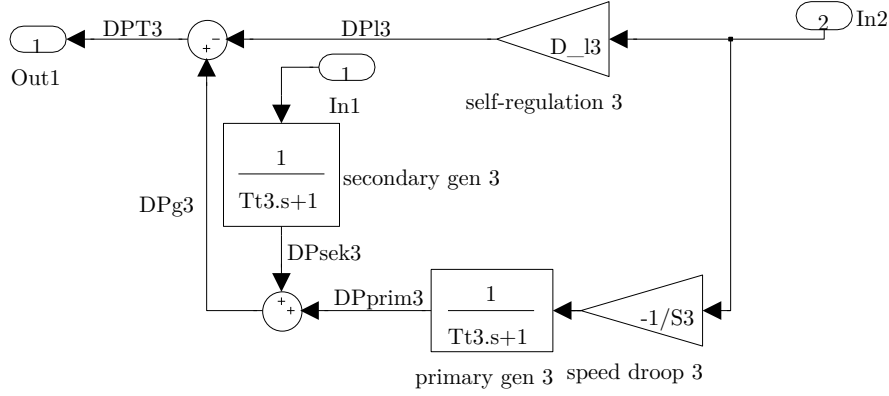 DPT3
DPl3
2
In2
1
+
−
D_l3
Out1
1
self-regulation 3
In1
1
Tt3.s+1
secondary gen 3
DPg3
DPsek3
DPprim3
+
+
1
Tt3.s+1
-1/S3
primary gen 3
speed droop 3